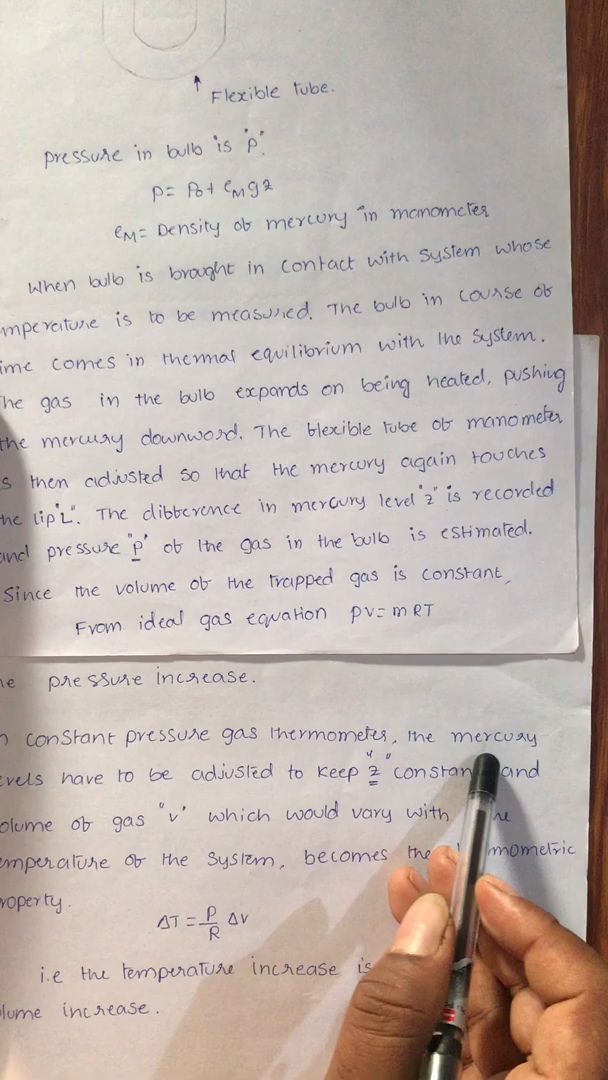 ↑ Flexible tube.
pressure in bulb is "p".
p = P₀ + eMgz
eM = Density of mercury in manometer
When bulb is brought in contact with system whose
mperature is to be measured. The bulb in course of
ime comes in thermal equilibrium with the system.
he gas in the bulb expands on being heated, pushing
the mercury downword. The flexible tube of manometer
s then adjusted so that the mercury again touches
the lip "L". The difference in mercury level "z" is recorded
and pressure "p" of the gas in the bulb is estimated.
Since the volume of the trapped gas is constant,
From ideal gas equation pv = mRT
he pressure increase.
n constant pressure gas thermometer, the mercury
evels have to be adjusted to keep "z" constant and
olume of gas "v" which would vary with
emperature of the system, becomes the mometric
roperty.
ΔT = P/R ΔV
i.e the temperature increase is
lume increase.